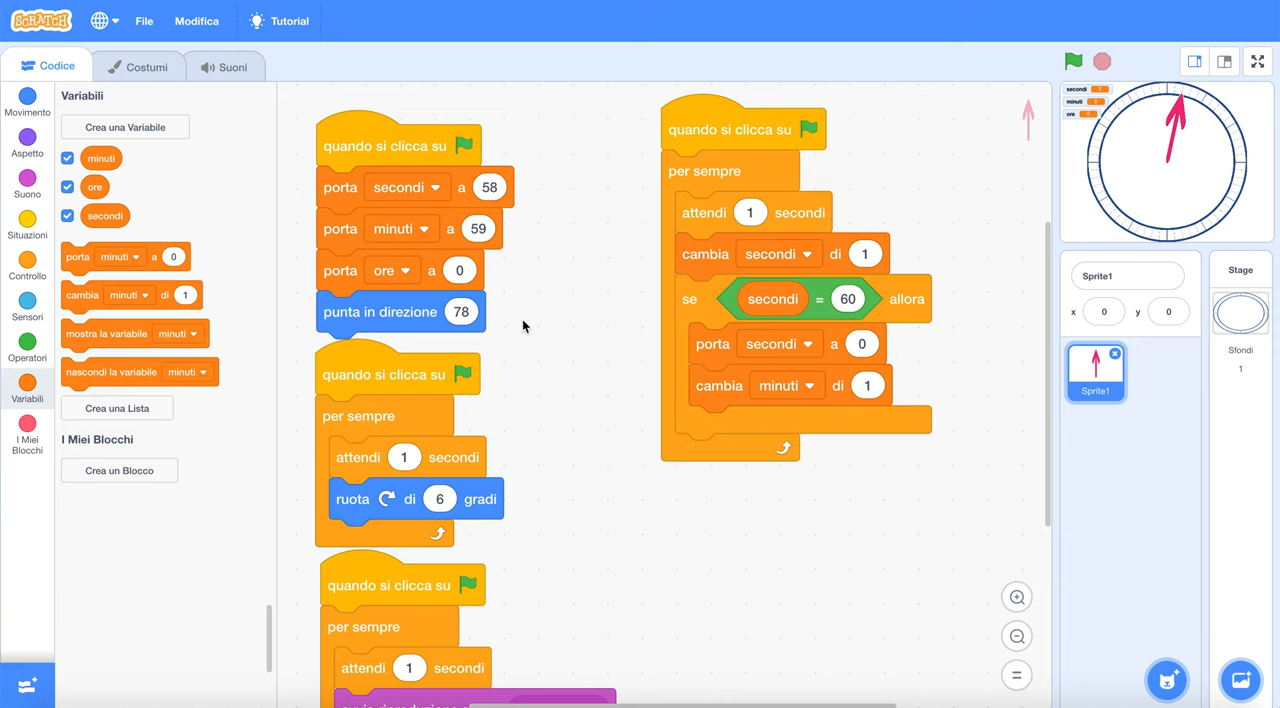 SCRATCH
File
Modifica
Tutorial
Codice
Costumi
Suoni
Movimento
Aspetto
Suono
Situazioni
Controllo
Sensori
Operatori
Variabili
I Miei
Blocchi
Variabili
Crea una Variabile
minuti
ore
secondi
porta minuti a 0
cambia minuti di 1
mostra la variabile minuti
nascondi la variabile minuti
Crea una Lista
I Miei Blocchi
Crea un Blocco
quando si clicca su
porta secondi a 58
porta minuti a 59
porta ore a 0
punta in direzione 78
quando si clicca su
per sempre
attendi 1 secondi
ruota di 6 gradi
quando si clicca su
per sempre
attendi 1 secondi
quando si clicca su
per sempre
attendi 1 secondi
cambia secondi di 1
se secondi = 60 allora
porta secondi a 0
cambia minuti di 1
secondi
minuti
ore
Sprite1
x 0 y 0
Sprite1
Stage
Sfondi
1